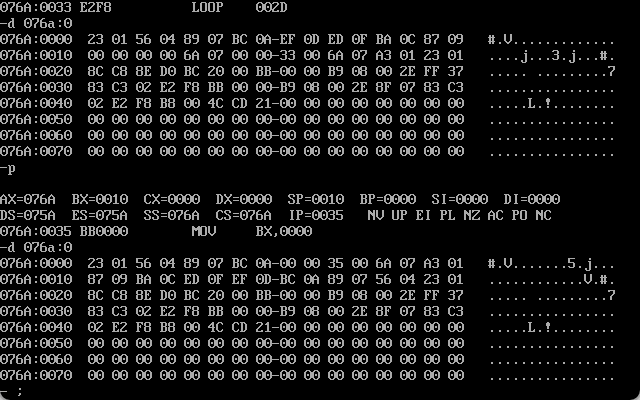 076A:0033 E2F8          LOOP    002D
-d 076a:0
076A:0000  23 01 56 04 89 07 BC 0A-EF 0D ED 0F BA 0C 87 09   #.V.............
076A:0010  00 00 00 00 6A 07 00 00-33 00 6A 07 A3 01 23 01   ....j...3.j...#.
076A:0020  8C C8 8E D0 BC 20 00 BB-00 00 B9 08 00 2E FF 37   ..... .........7
076A:0030  83 C3 02 E2 F8 BB 00 00-B9 08 00 2E 8F 07 83 C3   ................
076A:0040  02 E2 F8 B8 00 4C CD 21-00 00 00 00 00 00 00 00   .....L.!........
076A:0050  00 00 00 00 00 00 00 00-00 00 00 00 00 00 00 00   ................
076A:0060  00 00 00 00 00 00 00 00-00 00 00 00 00 00 00 00   ................
076A:0070  00 00 00 00 00 00 00 00-00 00 00 00 00 00 00 00   ................
-p
AX=076A  BX=0010  CX=0000  DX=0000  SP=0010  BP=0000  SI=0000  DI=0000
DS=075A  ES=075A  SS=076A  CS=076A  IP=0035   NV UP EI PL NZ AC PO NC
076A:0035 BB0000        MOV     BX,0000
-d 076a:0
076A:0000  23 01 56 04 89 07 BC 0A-00 00 35 00 6A 07 A3 01   #.V.......5.j...
076A:0010  87 09 BA 0C ED 0F EF 0D-BC 0A 89 07 56 04 23 01   ............V.#.
076A:0020  8C C8 8E D0 BC 20 00 BB-00 00 B9 08 00 2E FF 37   ..... .........7
076A:0030  83 C3 02 E2 F8 BB 00 00-B9 08 00 2E 8F 07 83 C3   ................
076A:0040  02 E2 F8 B8 00 4C CD 21-00 00 00 00 00 00 00 00   .....L.!........
076A:0050  00 00 00 00 00 00 00 00-00 00 00 00 00 00 00 00   ................
076A:0060  00 00 00 00 00 00 00 00-00 00 00 00 00 00 00 00   ................
076A:0070  00 00 00 00 00 00 00 00-00 00 00 00 00 00 00 00   ................
- ;